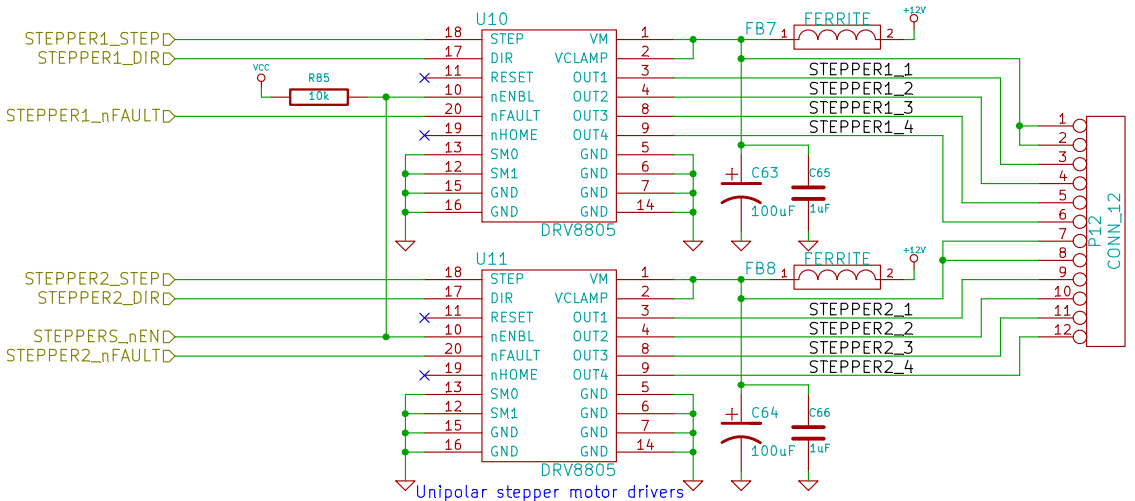 U10
FB7
FERRITE
+12V
1
2
STEPPER1_STEP
18
STEP
VM
1
STEPPER1_DIR
17
DIR
VCLAMP
2
VCC
R85
10k
11
RESET
OUT1
3
STEPPER1_1
10
nENBL
OUT2
4
STEPPER1_2
STEPPER1_nFAULT
20
nFAULT
OUT3
8
STEPPER1_3
19
nHOME
OUT4
9
STEPPER1_4
13
SM0
GND
5
12
SM1
GND
6
15
GND
GND
7
16
GND
GND
14
DRV8805
C63
100uF
C65
1uF
1
2
3
4
5
6
7
8
9
10
11
12
P12
CONN_12
U11
FB8
FERRITE
+12V
1
2
STEPPER2_STEP
18
STEP
VM
1
STEPPER2_DIR
17
DIR
VCLAMP
2
11
RESET
OUT1
3
STEPPER2_1
STEPPERS_nEN
10
nENBL
OUT2
4
STEPPER2_2
STEPPER2_nFAULT
20
nFAULT
OUT3
8
STEPPER2_3
19
nHOME
OUT4
9
STEPPER2_4
13
SM0
GND
5
12
SM1
GND
6
15
GND
GND
7
16
GND
GND
14
DRV8805
C64
100uF
C66
1uF
Unipolar stepper motor drivers